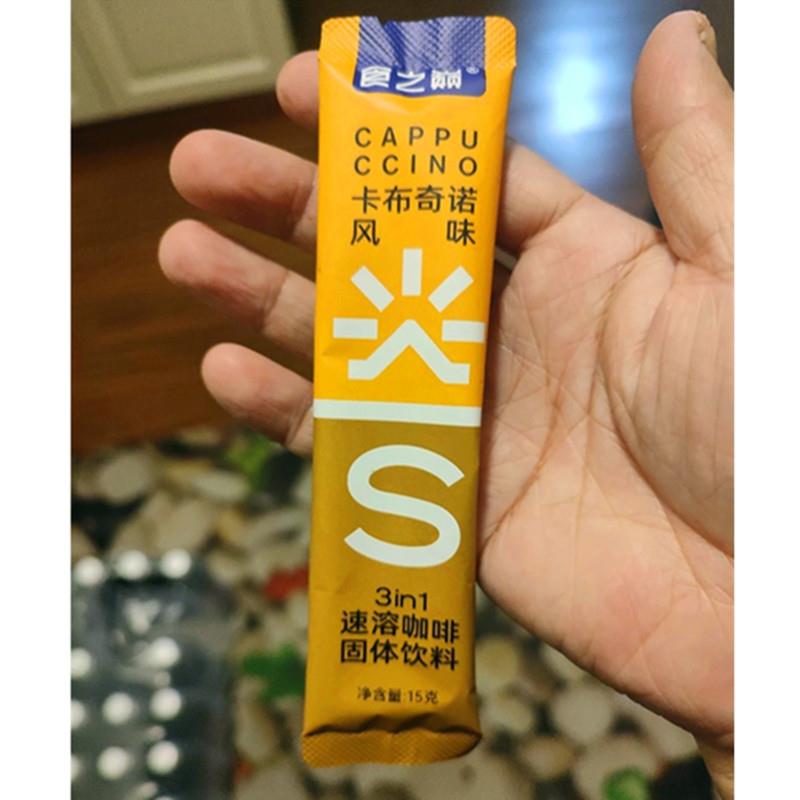 食之巅®
CAPPU
CCINO
卡布奇诺
风味
S
3in1
速溶咖啡
固体饮料
净含量:15克